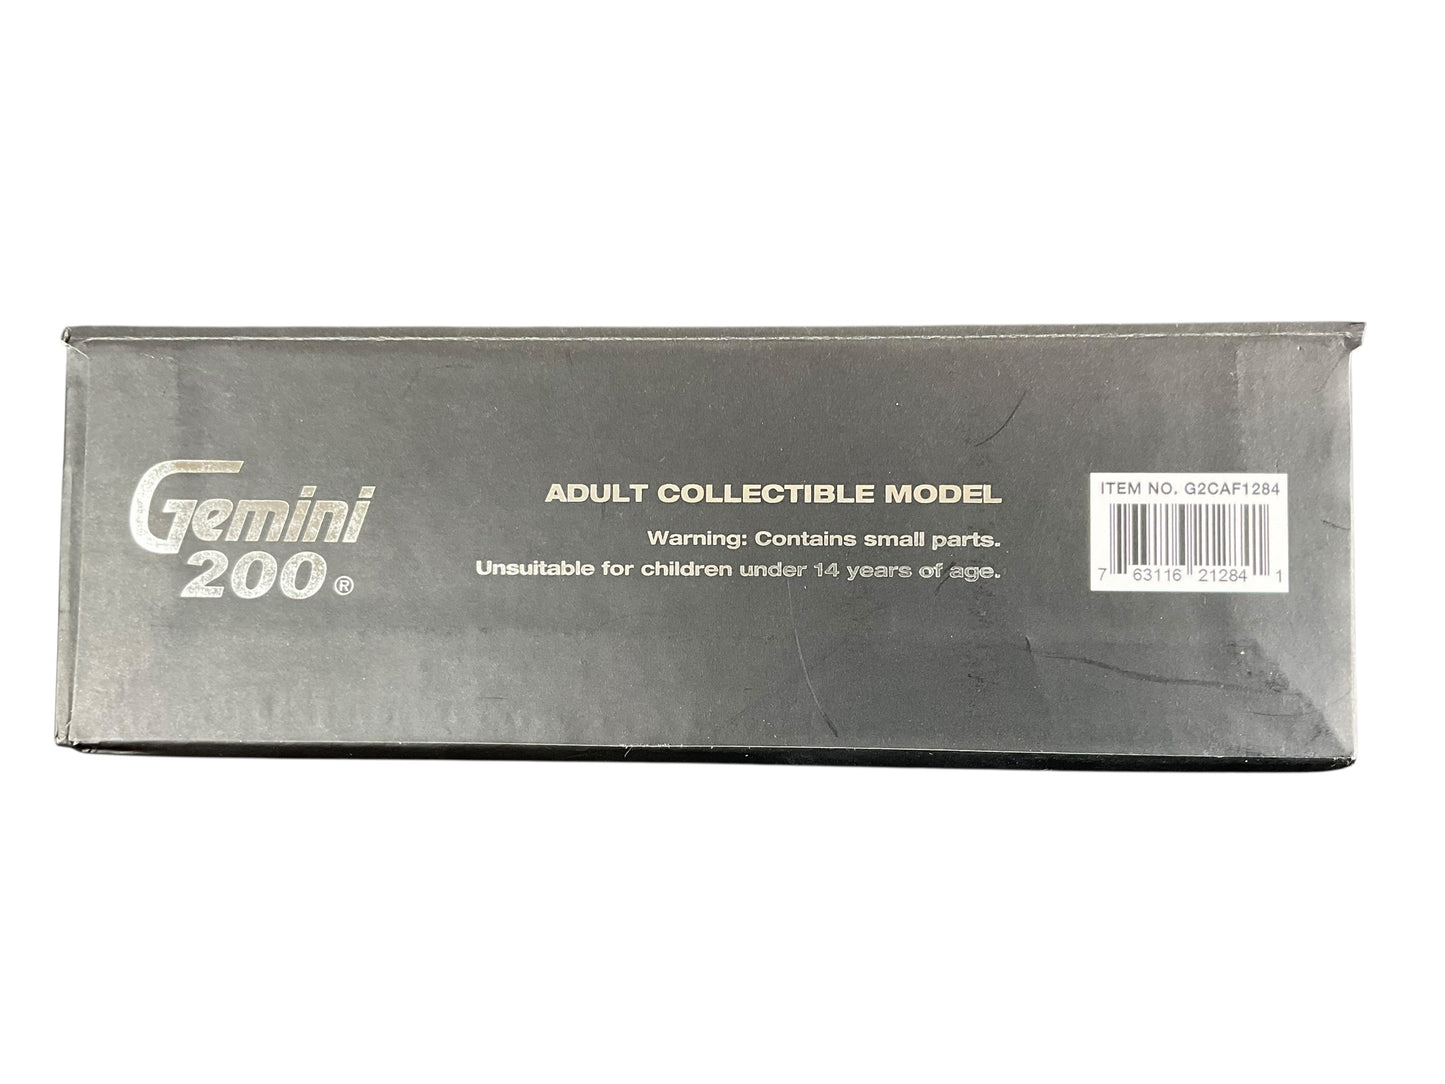 Gemini
200®
ADULT COLLECTIBLE MODEL
Warning: Contains small parts.
Unsuitable for children under 14 years of age.
ITEM NO. G2CAF1284
7 63116 21284 1